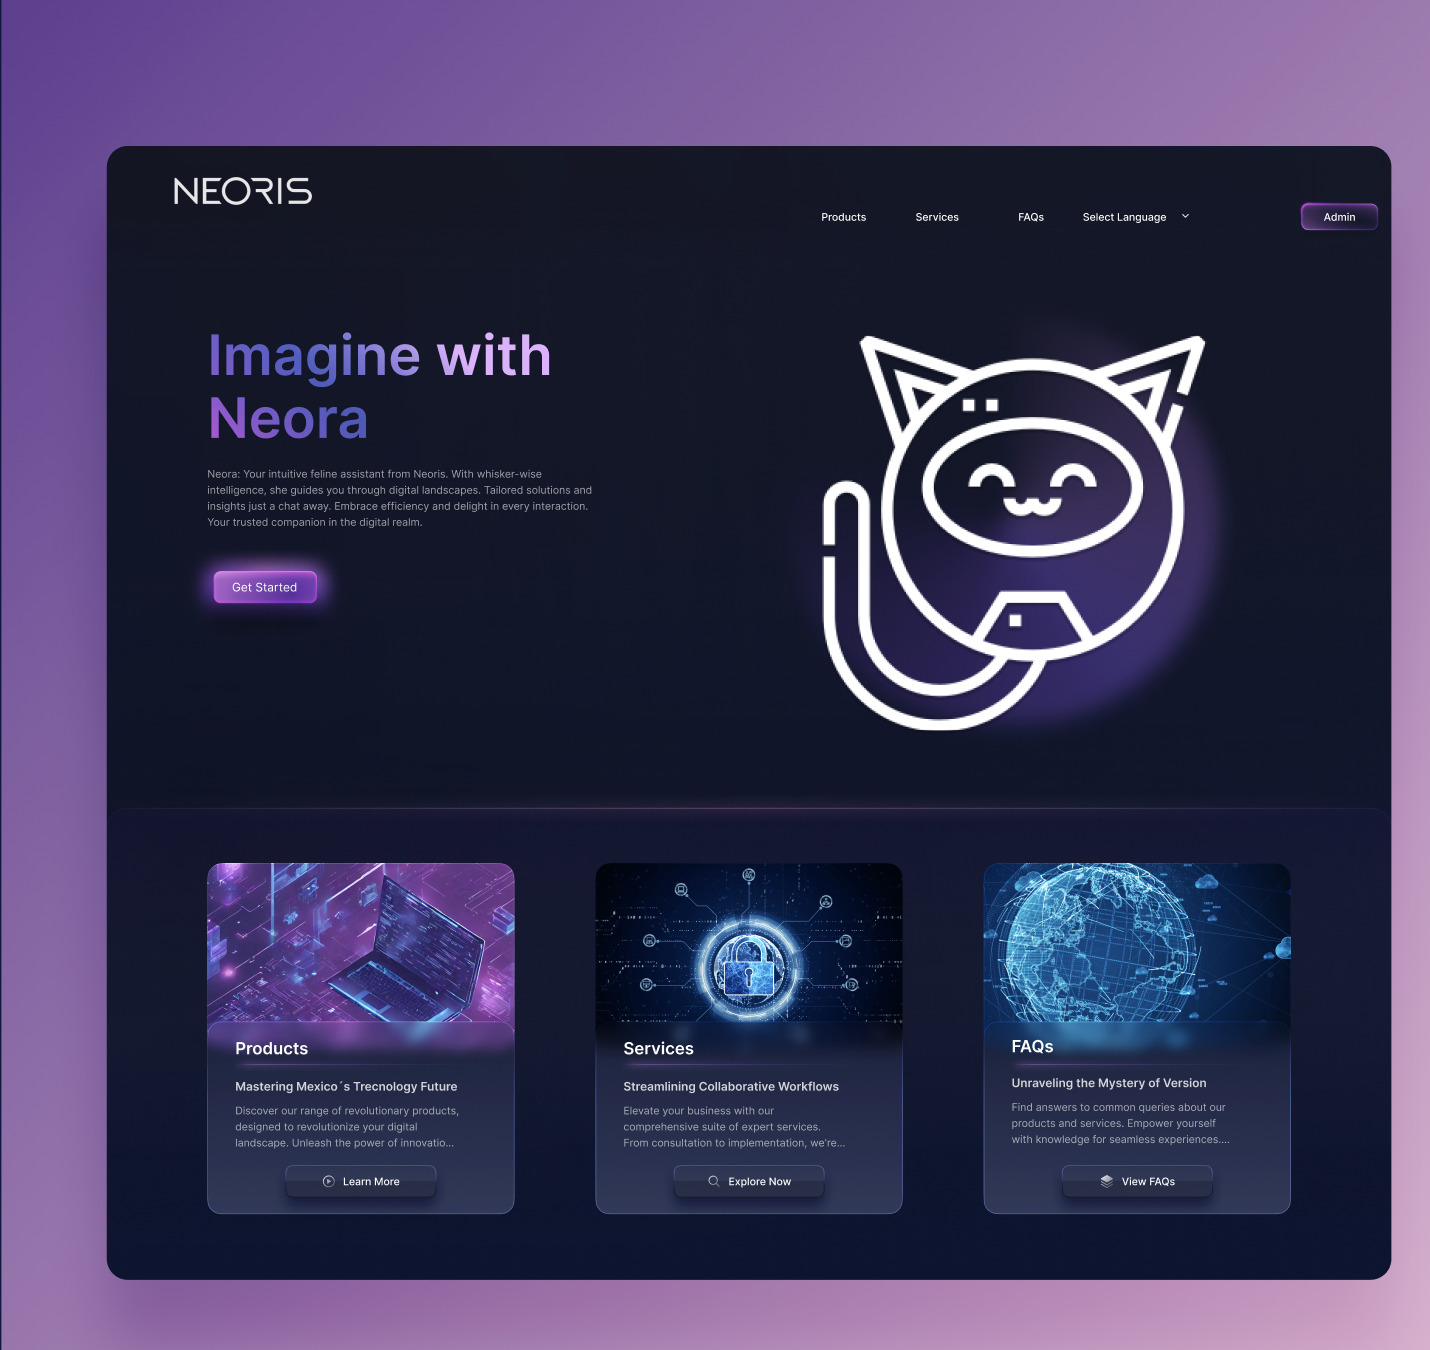 NEORIS
Products Services FAQs Select Language Admin
Imagine with
Neora
Neora: Your intuitive feline assistant from Neoris. With whisker-wise
intelligence, she guides you through digital landscapes. Tailored solutions and
insights just a chat away. Embrace efficiency and delight in every interaction.
Your trusted companion in the digital realm.
Get Started
Products
Mastering Mexico´s Trecnology Future
Discover our range of revolutionary products,
designed to revolutionize your digital
landscape. Unleash the power of innovatio...
Learn More
Services
Streamlining Collaborative Workflows
Elevate your business with our
comprehensive suite of expert services.
From consultation to implementation, we're...
Explore Now
FAQs
Unraveling the Mystery of Version
Find answers to common queries about our
products and services. Empower yourself
with knowledge for seamless experiences....
View FAQs